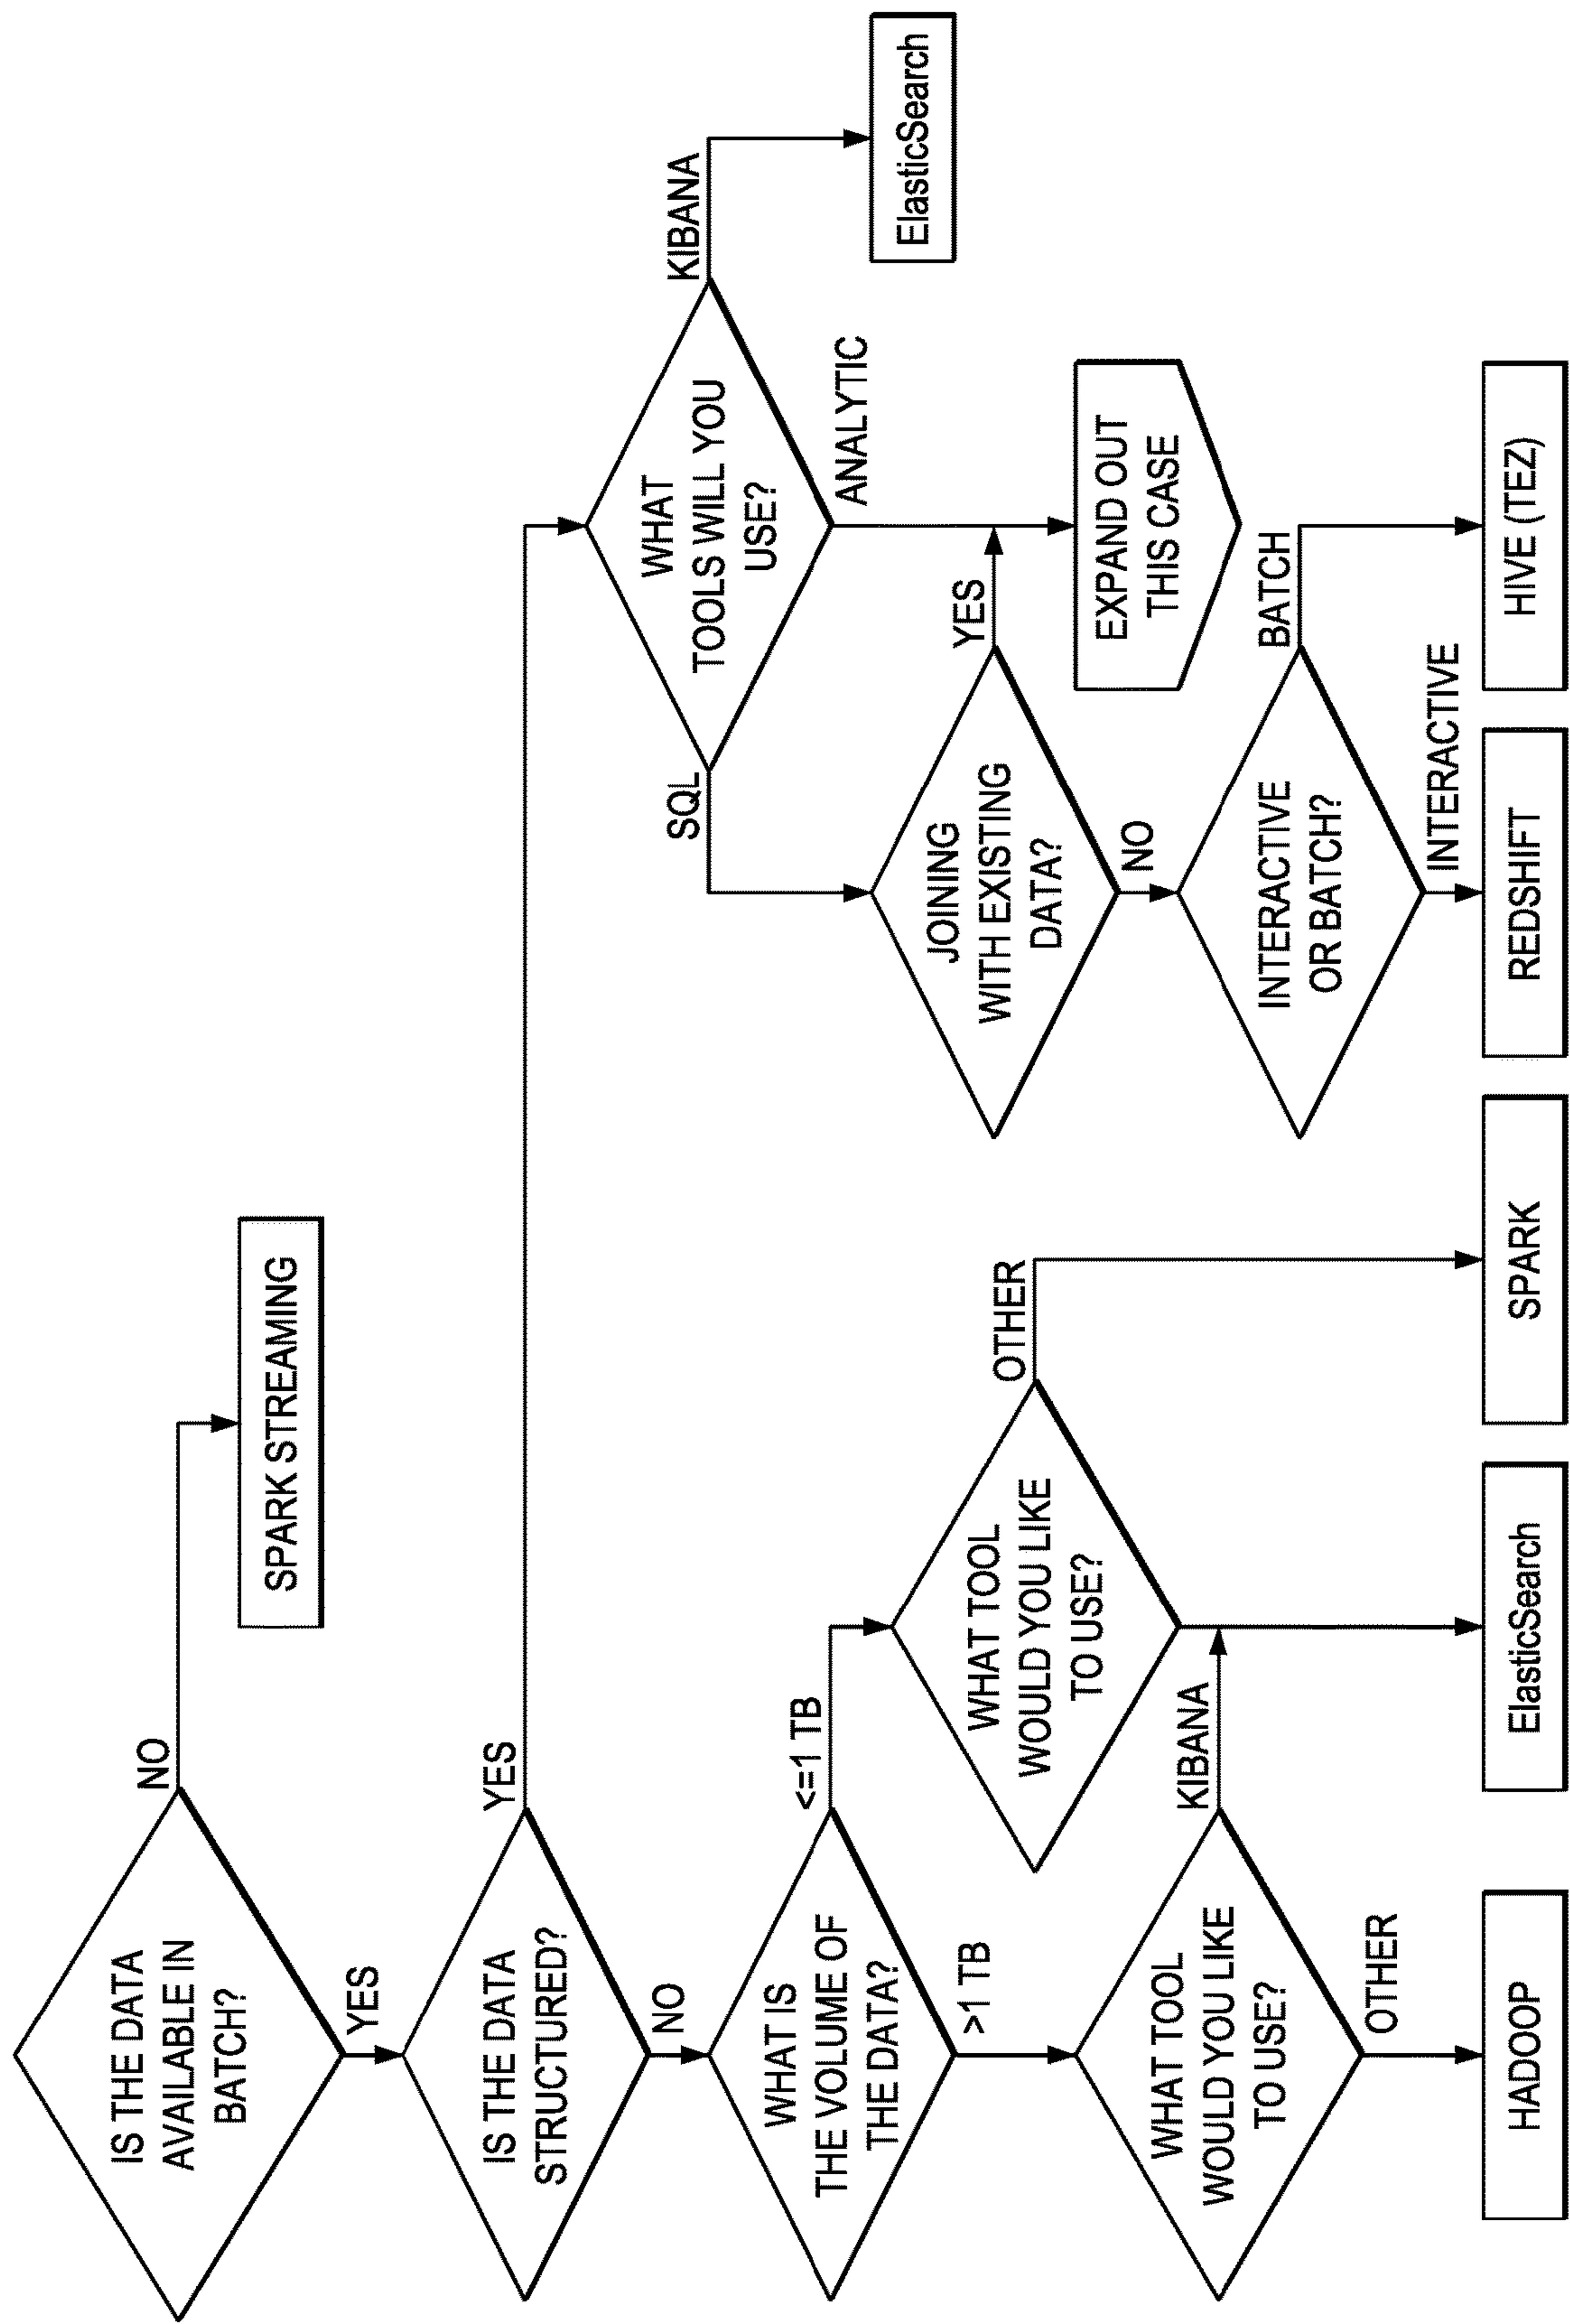 IS THE DATA
AVAILABLE IN
BATCH?
NO
SPARK STREAMING
YES
IS THE DATA
STRUCTURED?
YES
NO
WHAT IS
THE VOLUME OF
THE DATA?
<=1 TB
>1 TB
WHAT TOOL
WOULD YOU LIKE
TO USE?
OTHER
WHAT TOOL
WOULD YOU LIKE
TO USE?
KIBANA
OTHER
WHAT
TOOLS WILL YOU
USE?
SQL
KIBANA
ElasticSearch
ANALYTIC
JOINING
WITH EXISTING
DATA?
YES
NO
EXPAND OUT
THIS CASE
INTERACTIVE
OR BATCH?
BATCH
INTERACTIVE
HADOOP
ElasticSearch
SPARK
REDSHIFT
HIVE (TEZ)